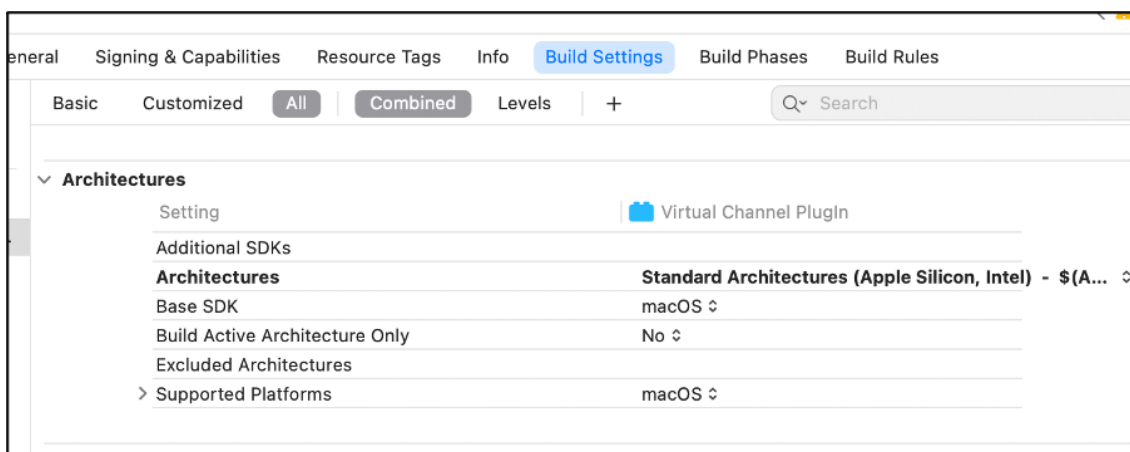 eneral Signing & Capabilities Resource Tags Info Build Settings Build Phases Build Rules
Basic Customized All Combined Levels + Search
Architectures
Setting Virtual Channel PlugIn
Additional SDKs
Architectures Standard Architectures (Apple Silicon, Intel) - $(A...
Base SDK macOS
Build Active Architecture Only No
Excluded Architectures
Supported Platforms macOS